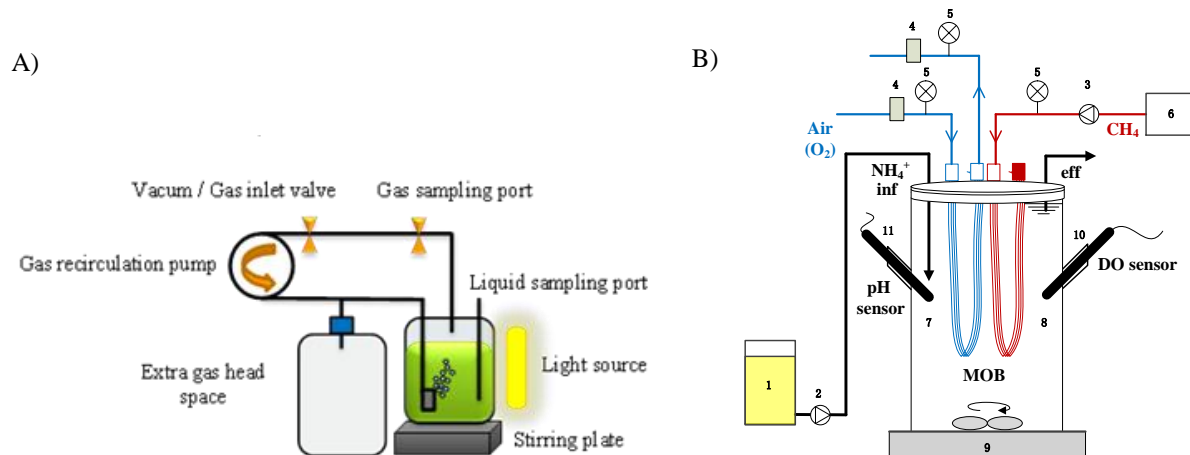 A)
Vacum / Gas inlet valve
Gas sampling port
Gas recirculation pump
Liquid sampling port
Extra gas head
space
Light source
Stirring plate
B)
5
4
5
4
5
3
6
Air
(O₂)
CH₄
NH₄⁺
inf
eff
11
10
pH
sensor
DO sensor
7
8
MOB
1
2
9